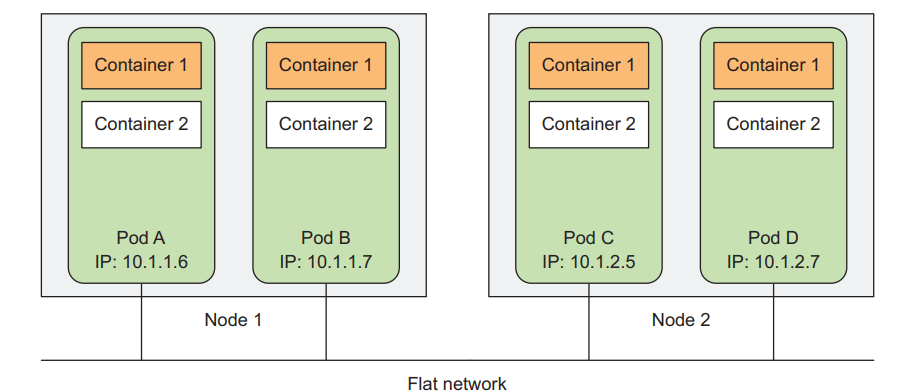 Container 1
Container 2
Pod A
IP: 10.1.1.6
Container 1
Container 2
Pod B
IP: 10.1.1.7
Node 1
Container 1
Container 2
Pod C
IP: 10.1.2.5
Container 1
Container 2
Pod D
IP: 10.1.2.7
Node 2
Flat network